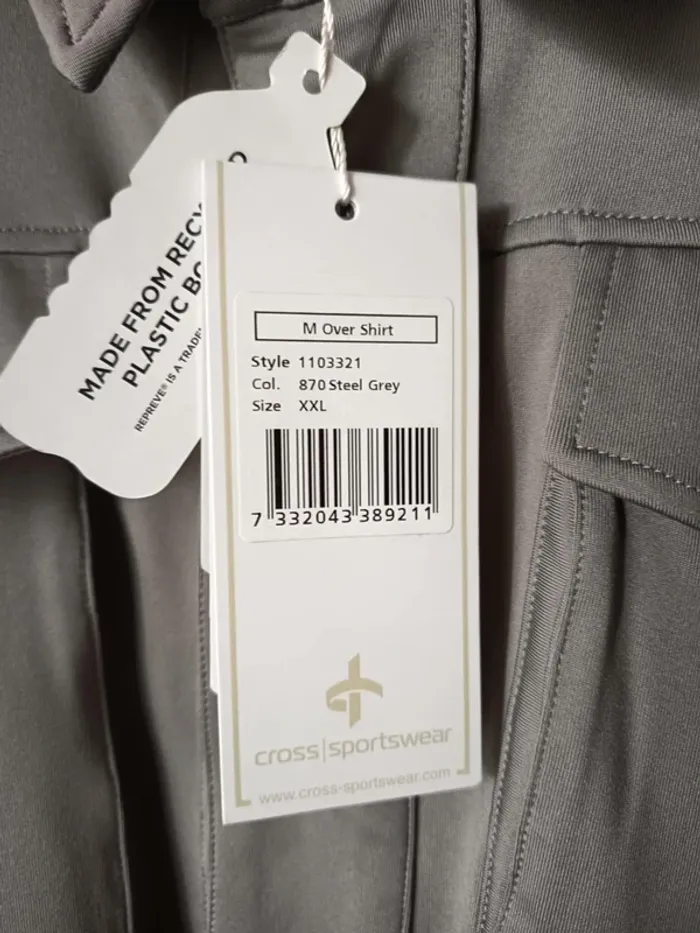 MADE FROM RECY
PLASTIC BO
REPREVE® IS A TRADE
M Over Shirt
Style 1103321
Col. 870 Steel Grey
Size XXL
7 332043 389211
cross|sportswear
www.cross-sportswear.com